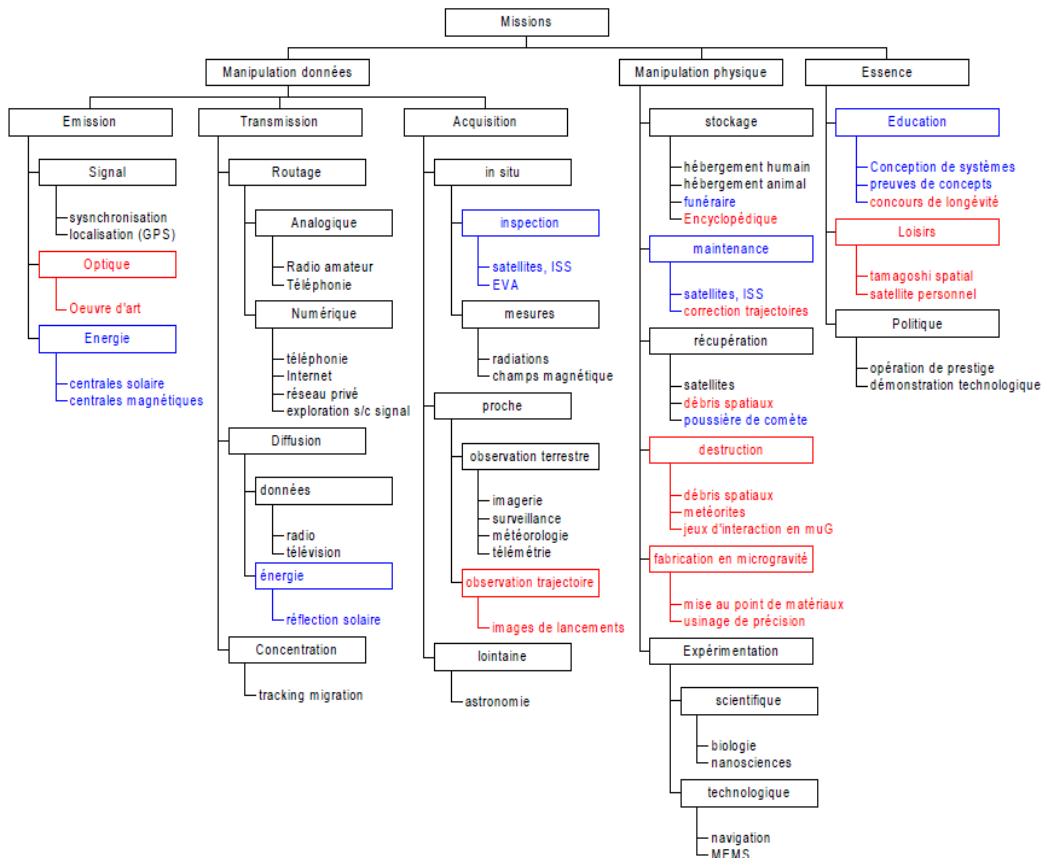 Missions
Manipulation données
Emission
Signal
sysnchronisation
localisation (GPS)
Optique
Oeuvre d'art
Energie
centrales solaire
centrales magnétiques
Transmission
Routage
Analogique
Radio amateur
Téléphonie
Numérique
téléphonie
Internet
réseau privé
exploration s/c signal
Diffusion
données
radio
télévision
énergie
réflection solaire
Concentration
tracking migration
Acquisition
in situ
inspection
satellites, ISS
EVA
mesures
radiations
champs magnétique
proche
observation terrestre
imagerie
surveillance
météorologie
télémétrie
observation trajectoire
images de lancements
lointaine
astronomie
Manipulation physique
stockage
hébergement humain
hébergement animal
funéraire
Encyclopédique
maintenance
satellites, ISS
correction trajectoires
récupération
satellites
débris spatiaux
poussière de comète
destruction
débris spatiaux
metéorites
jeux d'interaction en muG
fabrication en microgravité
mise au point de matériaux
usinage de précision
Expérimentation
scientifique
biologie
nanosciences
technologique
navigation
MEMS
Essence
Education
Conception de systèmes
preuves de concepts
concours de longévité
Loisirs
tamagoshi spatial
satellite personnel
Politique
opération de prestige
démonstration technologique